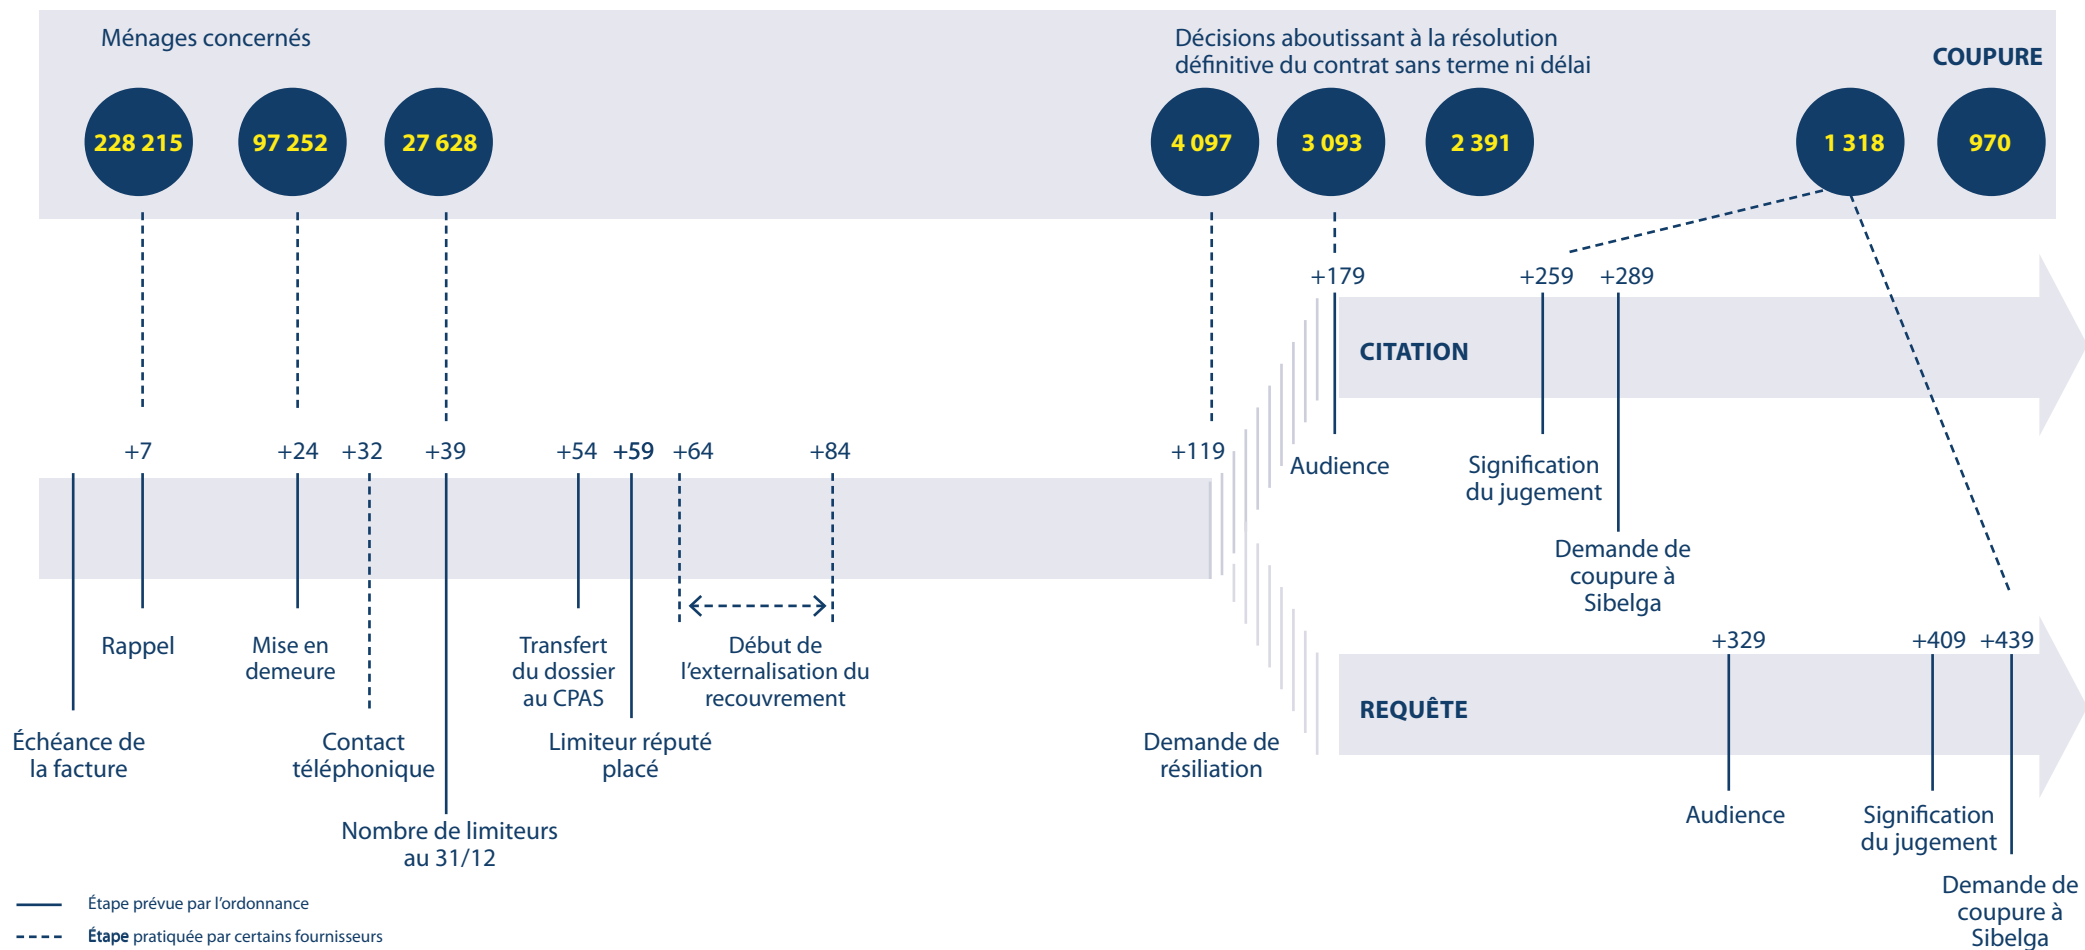 Ménages concernés
Décisions aboutissant à la résolution
définitive du contrat sans terme ni délai
COUPURE
228 215
97 252
27 628
4 097
3 093
2 391
1 318
970
+179
+259
+289
CITATION
Audience
Signification
du jugement
Demande de
coupure à
Sibelga
+7
+24
+32
+39
+54
+59
+64
+84
+119
Rappel
Mise en
demeure
Transfert
du dossier
au CPAS
Début de
l'externalisation du
recouvrement
Échéance de
la facture
Contact
téléphonique
Limiteur réputé
placé
Demande de
résiliation
Nombre de limiteurs
au 31/12
+329
+409
+439
REQUÊTE
Audience
Signification
du jugement
Demande de
coupure à
Sibelga
Étape prévue par l'ordonnance
Étape pratiquée par certains fournisseurs